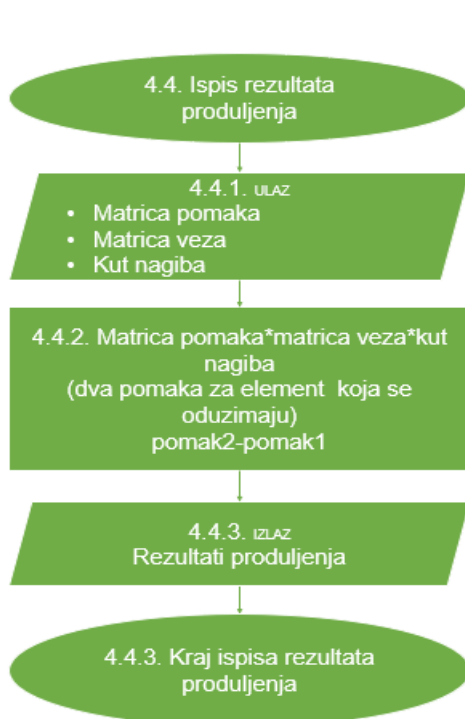 4.4. Ispis rezultata
produljenja
4.4.1. ULAZ
• Matrica pomaka
• Matrica veza
• Kut nagiba
4.4.2. Matrica pomaka*matrica veza*kut
nagiba
(dva pomaka za element koja se
oduzimaju)
pomak2-pomak1
4.4.3. IZLAZ
Rezultati produljenja
4.4.3. Kraj ispisa rezultata
produljenja